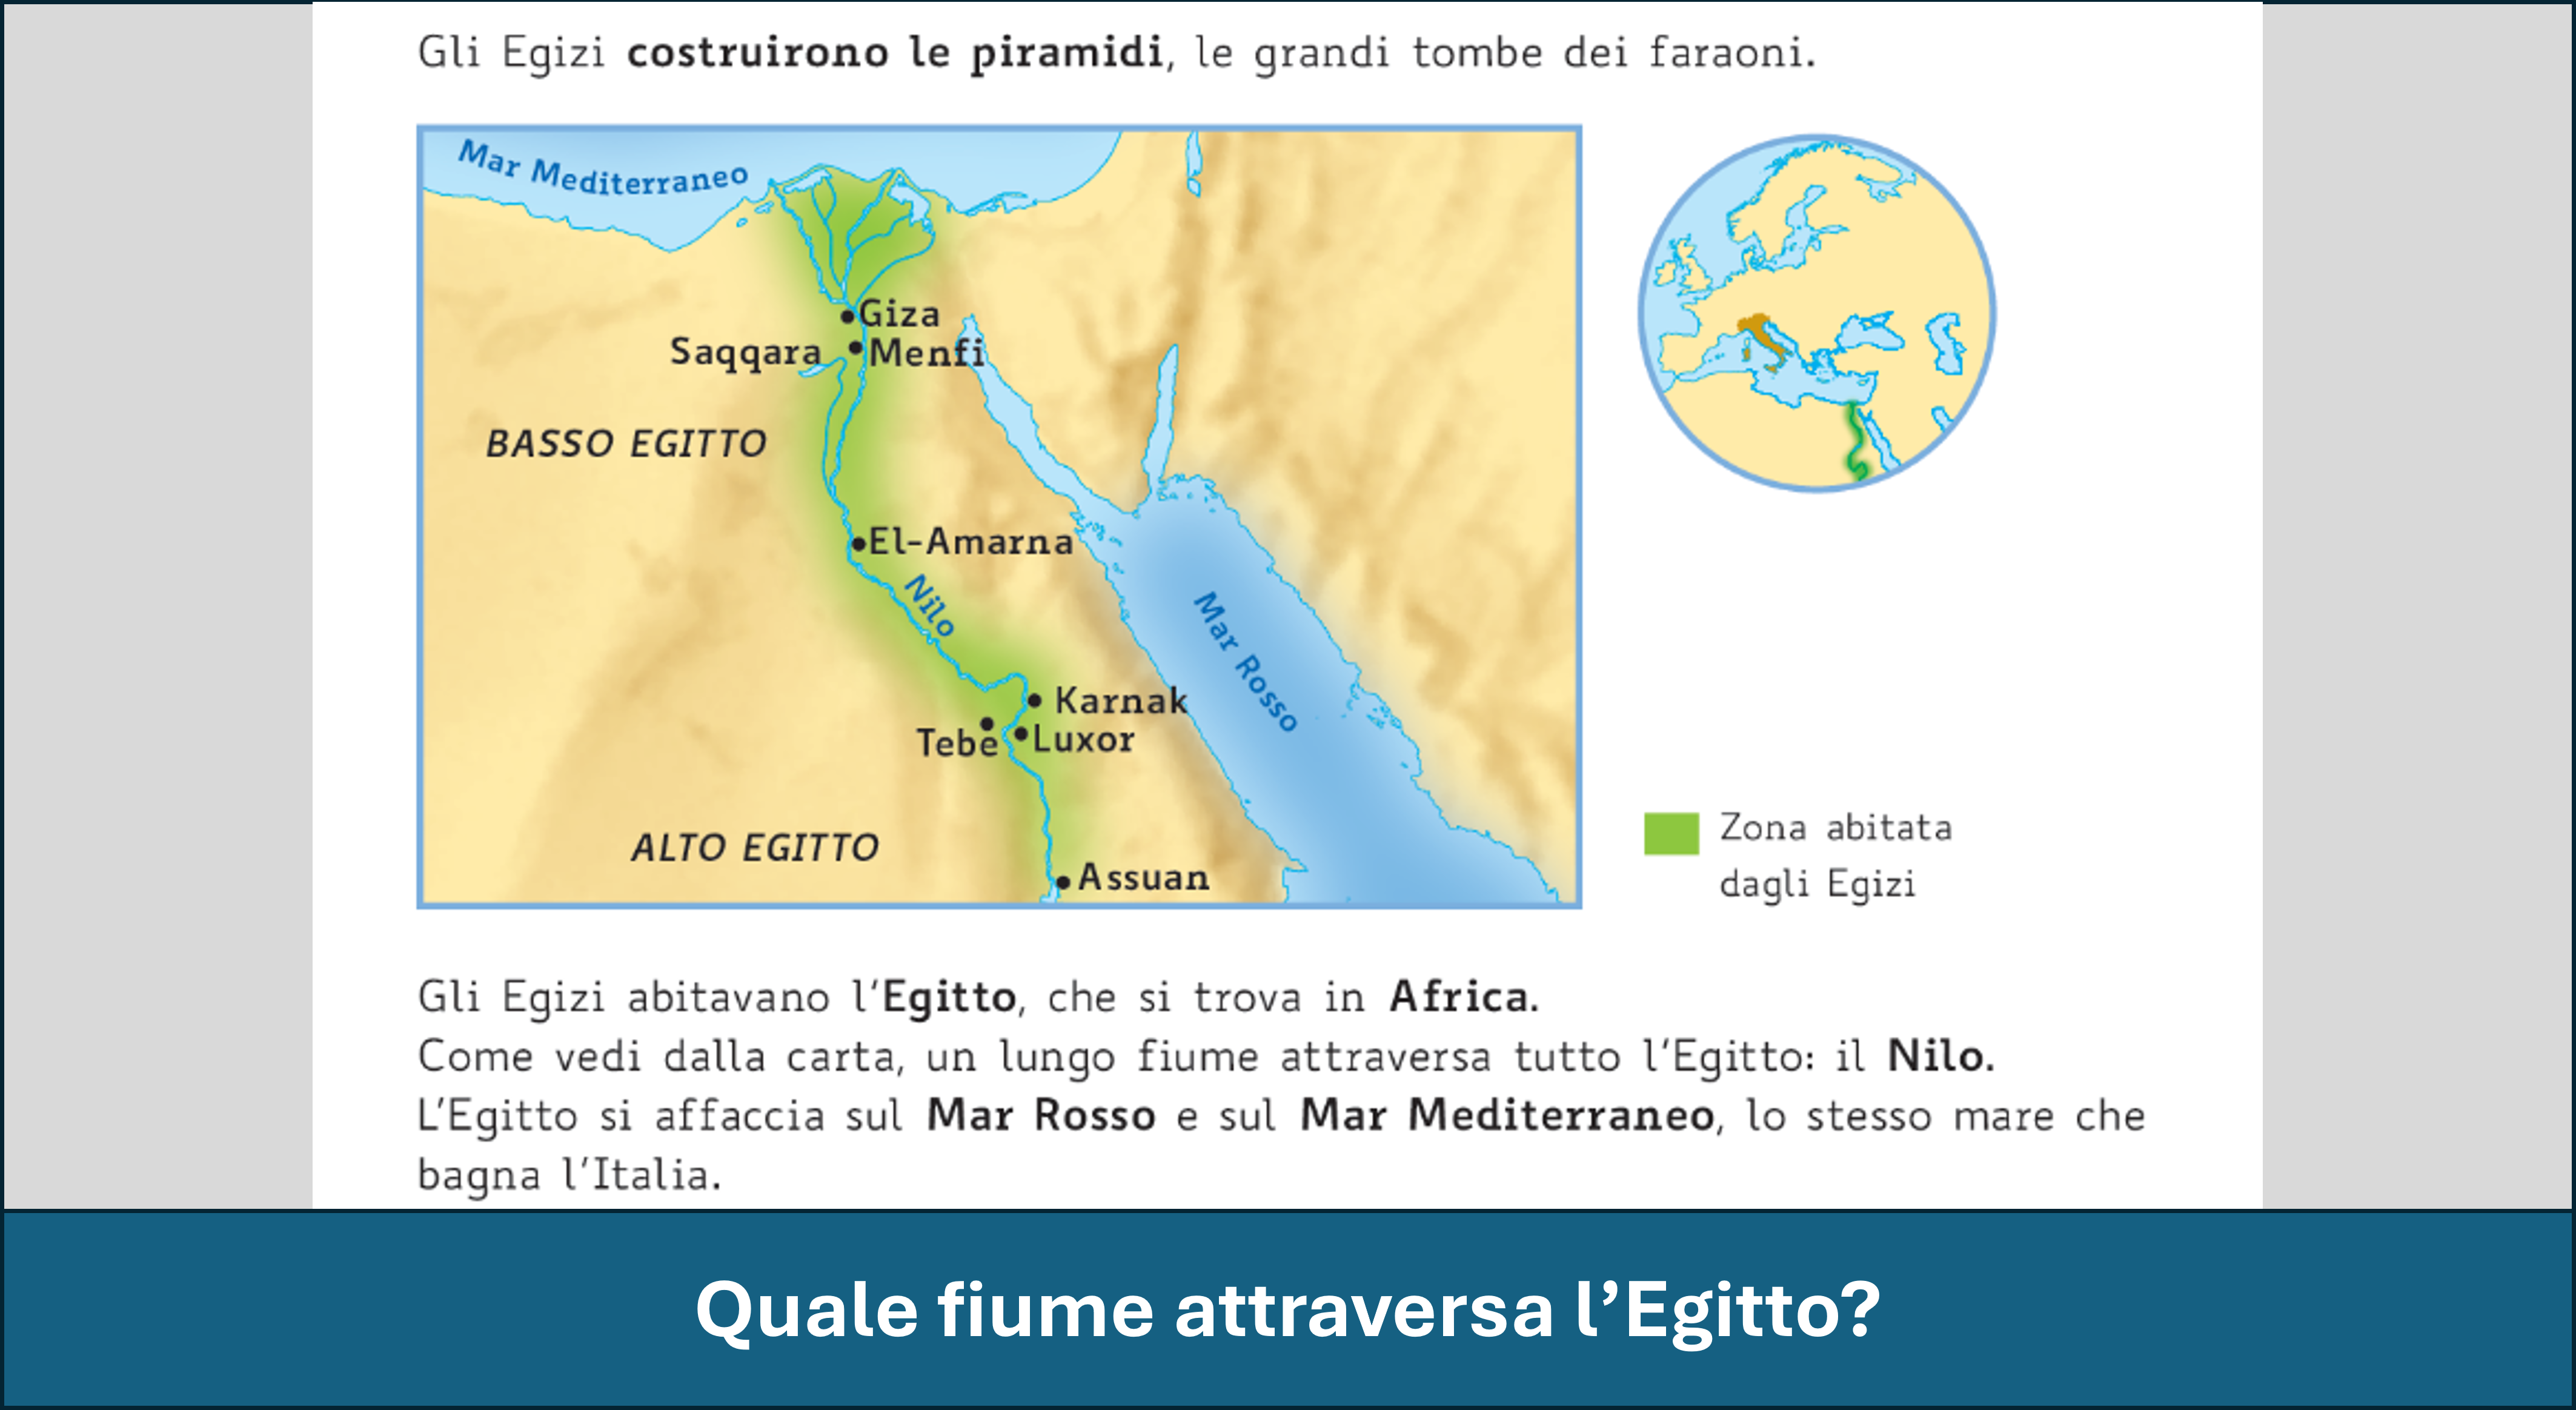 Gli Egizi costruirono le piramidi, le grandi tombe dei faraoni.
Mar Mediterraneo
Giza
Saqqara
Menfi
BASSO EGITTO
El-Amarna
Nilo
Mar Rosso
Karnak
Tebe
Luxor
ALTO EGITTO
Assuan
Zona abitata
dagli Egizi
Gli Egizi abitavano l'Egitto, che si trova in Africa.
Come vedi dalla carta, un lungo fiume attraversa tutto l'Egitto: il Nilo.
L'Egitto si affaccia sul Mar Rosso e sul Mar Mediterraneo, lo stesso mare che
bagna l'Italia.
Quale fiume attraversa l’Egitto?